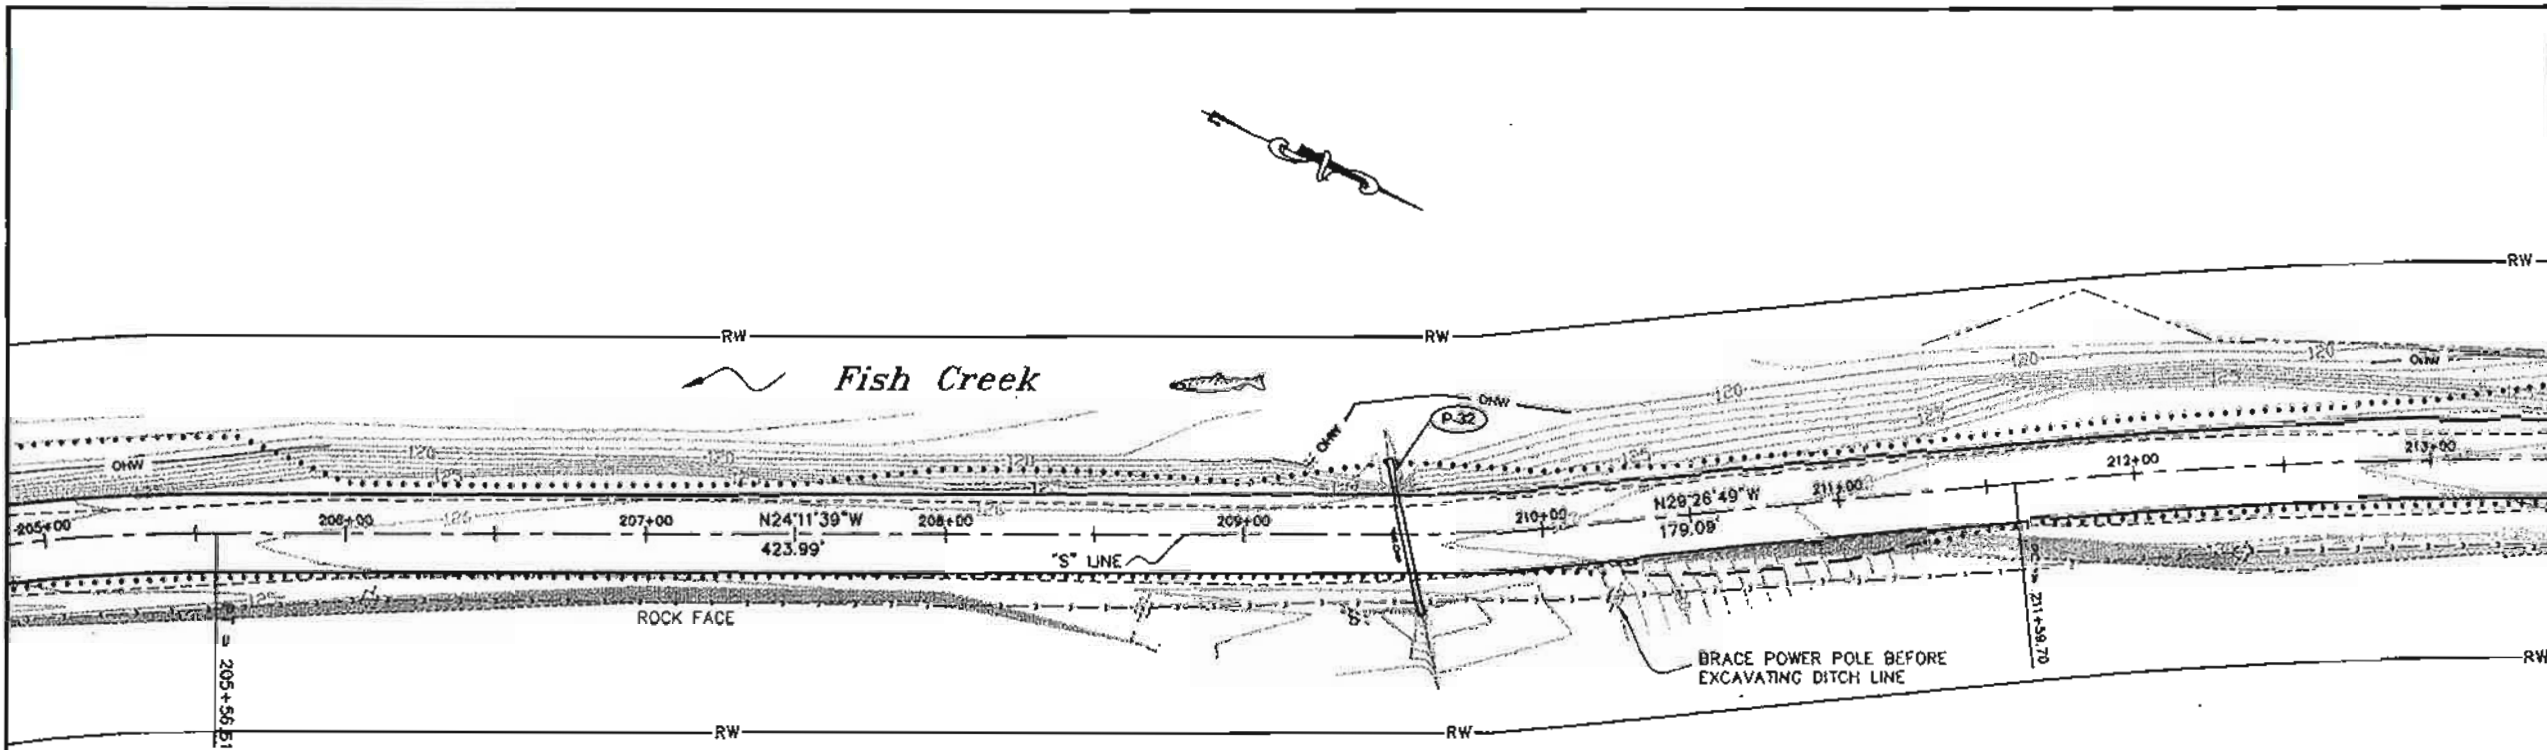 RW
RW
RW
Fish Creek
120
120
OHW
OHW
OHW
P-32
120
125
OHW
120
120
120
125
213+00
212+00
211+00
N29°26'49"W
179.09'
210+00
209+00
205+00
206+00
207+00
N24°11'39"W
208+00
423.99'
"S" LINE
125
ROCK FACE
BRACE POWER POLE BEFORE
EXCAVATING DITCH LINE
211+59.70
= 205+56.51
RW
RW
RW